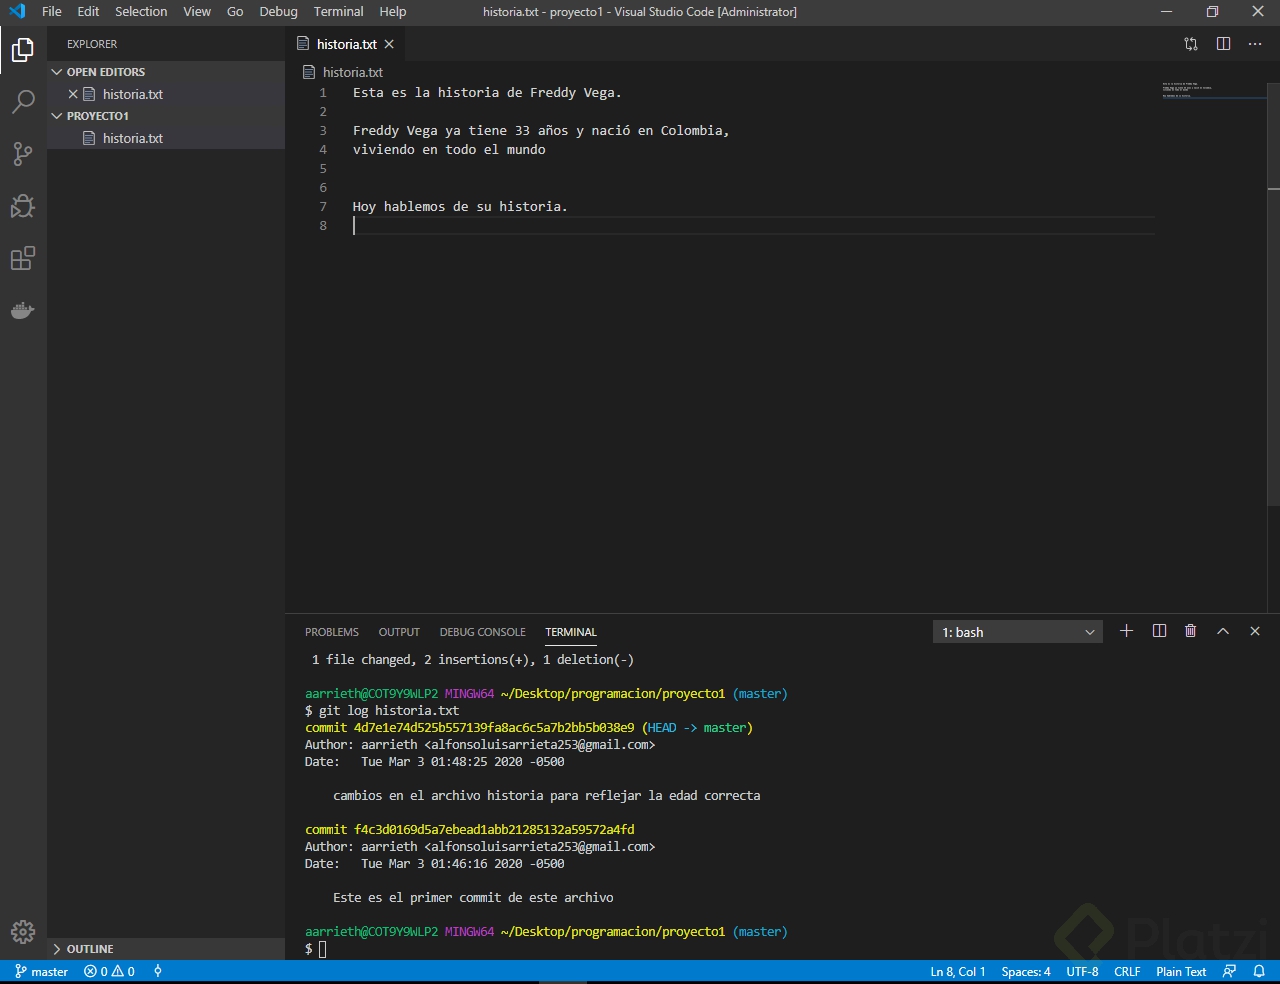 File Edit Selection View Go Debug Terminal Help historia.txt - proyecto1 - Visual Studio Code [Administrator]
EXPLORER
OPEN EDITORS
historia.txt
PROYECTO1
historia.txt
OUTLINE
historia.txt
historia.txt
1 Esta es la historia de Freddy Vega.
2
3 Freddy Vega ya tiene 33 años y nació en Colombia,
4 viviendo en todo el mundo
5
6
7 Hoy hablemos de su historia.
8
PROBLEMS OUTPUT DEBUG CONSOLE TERMINAL 1: bash
1 file changed, 2 insertions(+), 1 deletion(-)
aarrieth@COT9Y9WLP2 MINGW64 ~/Desktop/programacion/proyecto1 (master)
$ git log historia.txt
commit 4d7e1e74d525b557139fa8ac6c5a7b2bb5b038e9 (HEAD -> master)
Author: aarrieth <alfonsoluisarrieta253@gmail.com>
Date: Tue Mar 3 01:48:25 2020 -0500
cambios en el archivo historia para reflejar la edad correcta
commit f4c3d0169d5a7ebead1abb21285132a59572a4fd
Author: aarrieth <alfonsoluisarrieta253@gmail.com>
Date: Tue Mar 3 01:46:16 2020 -0500
Este es el primer commit de este archivo
aarrieth@COT9Y9WLP2 MINGW64 ~/Desktop/programacion/proyecto1 (master)
$
Platzi
master 0 0 Ln 8, Col 1 Spaces: 4 UTF-8 CRLF Plain Text